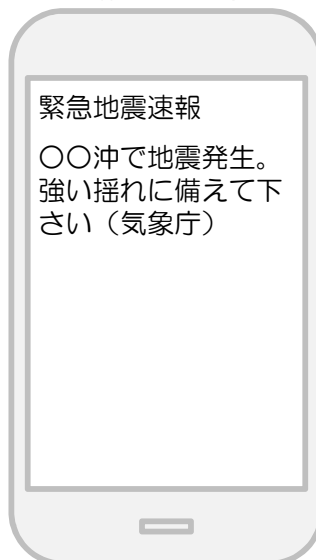 緊急地震速報
〇〇沖で地震発生。
強い揺れに備えて下
さい（気象庁）